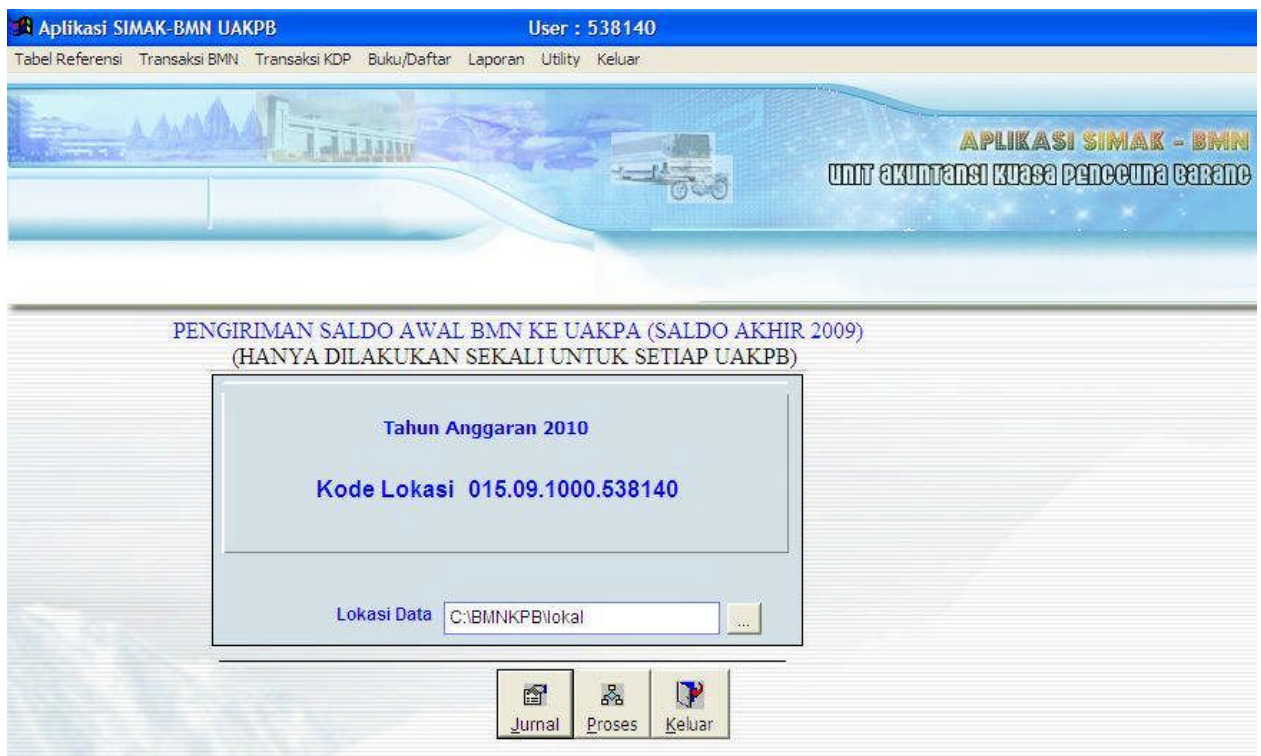 Aplikasi SIMAK-BMN UAKPB User : 538140
Tabel Referensi Transaksi BMN Transaksi KDP Buku/Daftar Laporan Utility Keluar
APLIKASI SIMAK - BMN
UNIT AKUNTANSI KUASA PENGGUNA BARANG
PENGIRIMAN SALDO AWAL BMN KE UAKPA (SALDO AKHIR 2009)
(HANYA DILAKUKAN SEKALI UNTUK SETIAP UAKPB)
Tahun Anggaran 2010
Kode Lokasi 015.09.1000.538140
Lokasi Data C:\BMNKPB\lokal ...
Jurnal Proses Keluar